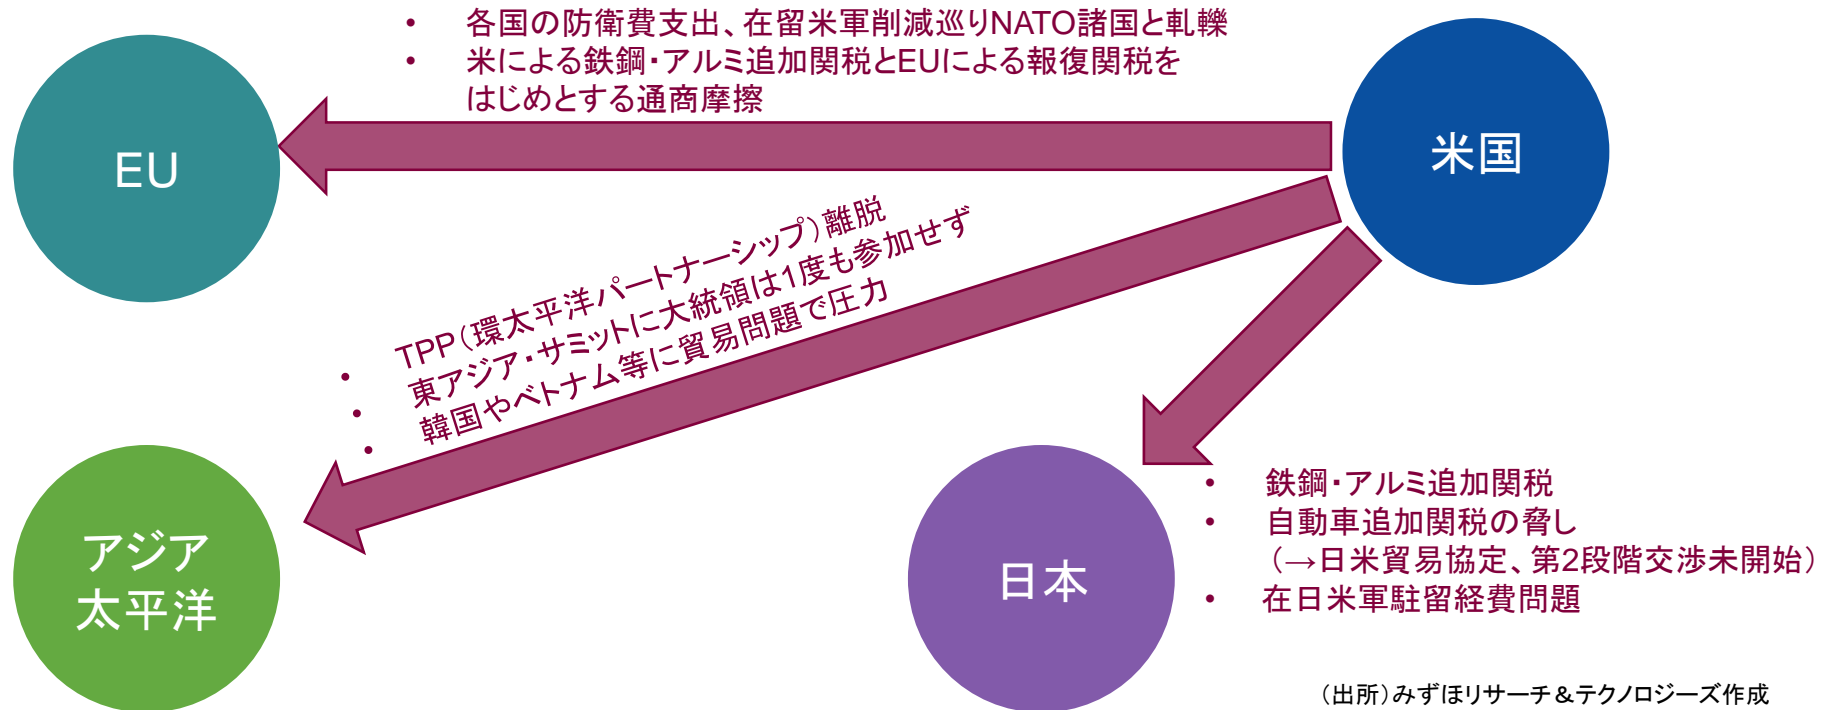 • 各国の防衛費支出、在留米軍削減巡りNATO諸国と軋轢
• 米による鉄鋼・アルミ追加関税とEUによる報復関税を
はじめとする通商摩擦
EU
米国
• TPP（環太平洋パートナーシップ）離脱
• 東アジア・サミットに大統領は1度も参加せず
• 韓国やベトナム等に貿易問題で圧力
アジア
太平洋
日本
• 鉄鋼・アルミ追加関税
• 自動車追加関税の脅し
（→日米貿易協定、第2段階交渉未開始）
• 在日米軍駐留経費問題
（出所）みずほリサーチ＆テクノロジーズ作成